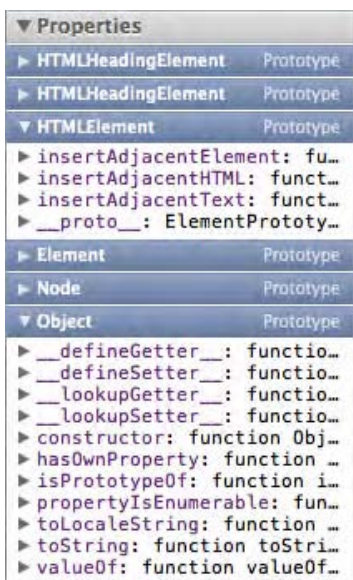 ▼ Properties
▶ HTMLHeadingElement Prototype
▶ HTMLHeadingElement Prototype
▼ HTMLElement Prototype
▶ insertAdjacentElement: fu…
▶ insertAdjacentHTML: funct…
▶ insertAdjacentText: funct…
▶ __proto__: ElementPrototy…
▶ Element Prototype
▶ Node Prototype
▼ Object Prototype
▶ __defineGetter__: functio…
▶ __defineSetter__: functio…
▶ __lookupGetter__: functio…
▶ __lookupSetter__: functio…
▶ constructor: function Obj…
▶ hasOwnProperty: function …
▶ isPrototypeOf: function i…
▶ propertyIsEnumerable: fun…
▶ toLocaleString: function …
▶ toString: function toStri…
▶ valueOf: function valueOf…